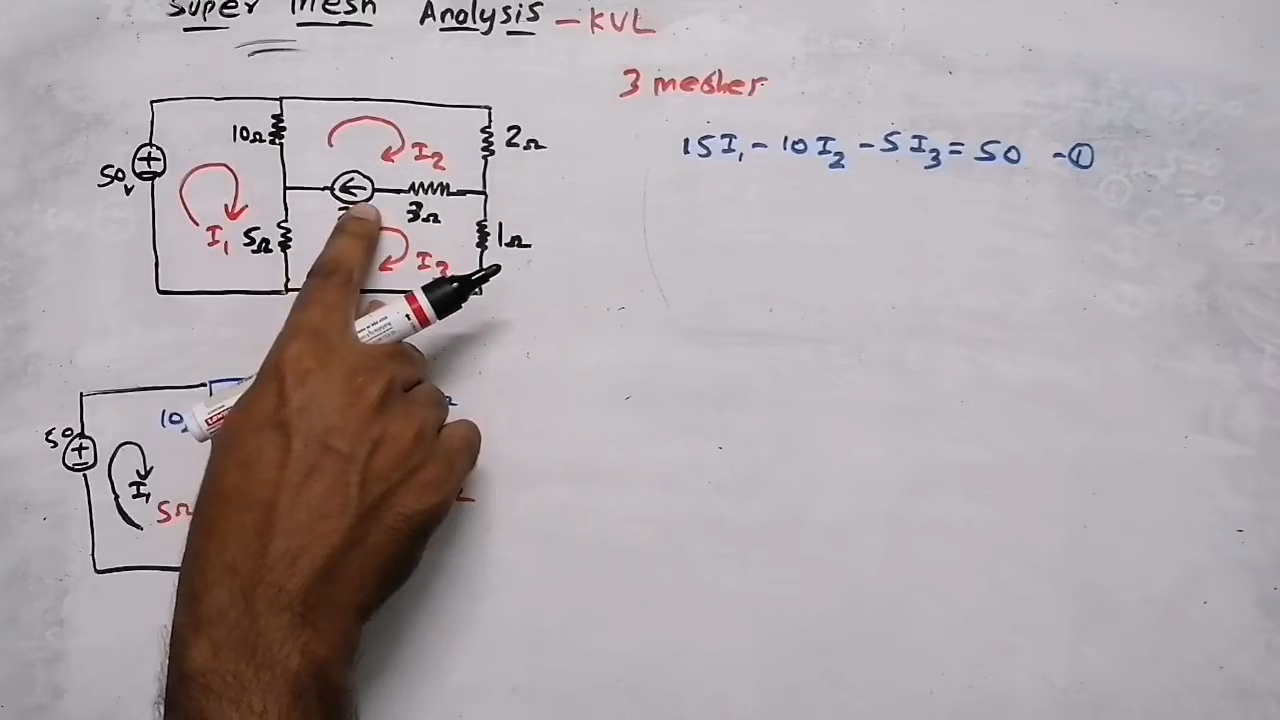 Super Mesh Analysis - KVL
3 meshes
15I₁ - 10I₂ - 5I₃ = 50 -①
10Ω
2Ω
I₂
50V
3Ω
I₁
5Ω
1Ω
I₃
10
50
I₁
5Ω